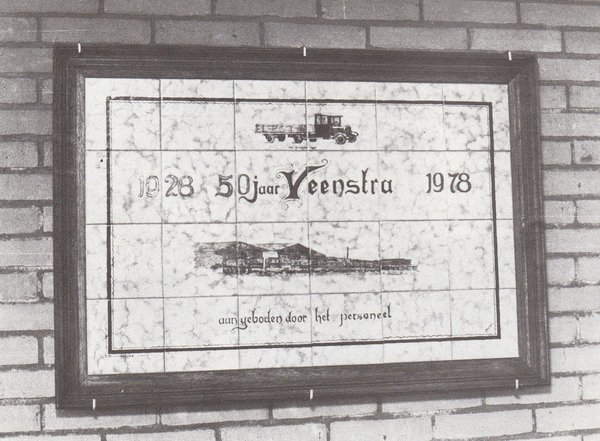 1928 50 jaar Veenstra 1978
aangeboden door het personeel